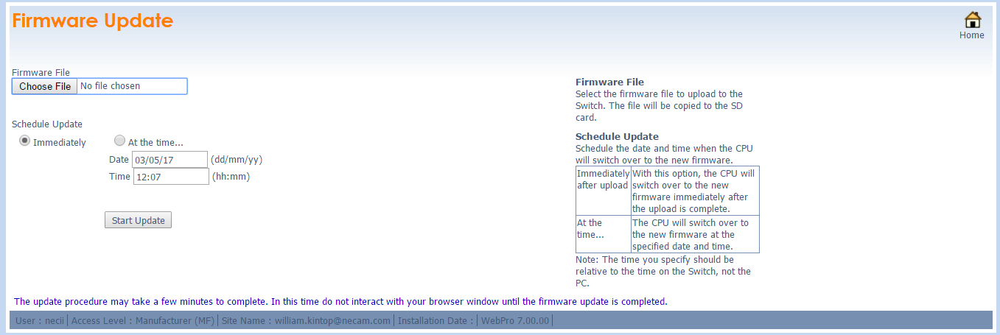 Firmware Update
Home
Firmware File
Choose File No file chosen
Schedule Update
Immediately At the time...
Date 03/05/17 (dd/mm/yy)
Time 12:07 (hh:mm)
Start Update
Firmware File
Select the firmware file to upload to the
Switch. The file will be copied to the SD
card.
Schedule Update
Schedule the date and time when the CPU
will switch over to the new firmware.
Immediately
after upload
With this option, the CPU will
switch over to the new
firmware immediately after
the upload is complete.
At the
time...
The CPU will switch over to
the new firmware at the
specified date and time.
Note: The time you specify should be
relative to the time on the Switch, not the
PC.
The update procedure may take a few minutes to complete. In this time do not interact with your browser window until the firmware update is completed.
User : necii | Access Level : Manufacturer (MF) | Site Name : william.kintop@necam.com | Installation Date : | WebPro 7.00.00 |